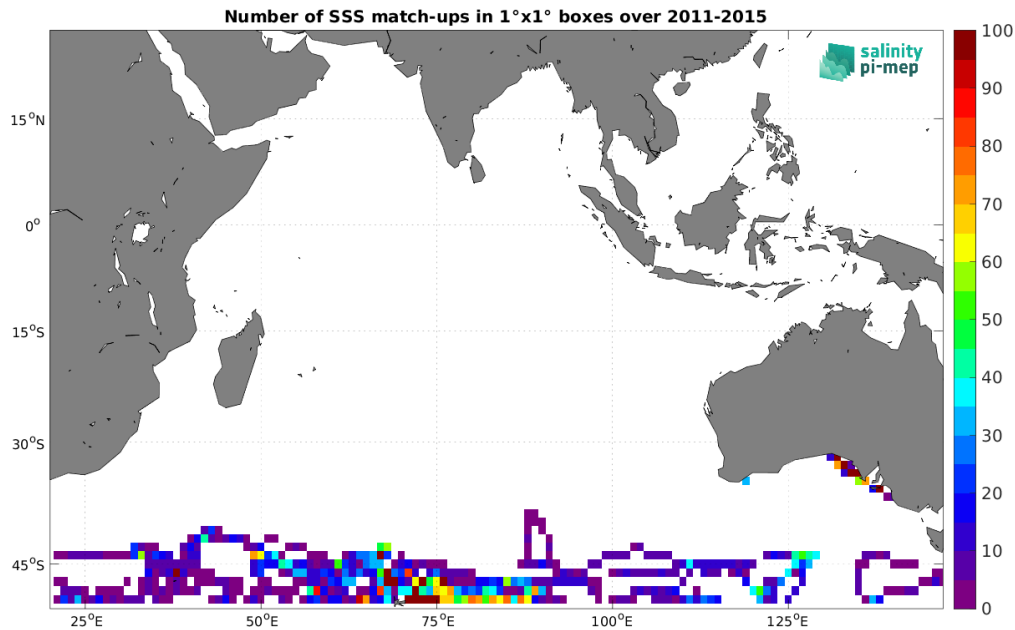 Number of SSS match-ups in 1°x1° boxes over 2011-2015
salinity
pi-mep
15°N
0°
15°S
30°S
45°S
25°E
50°E
75°E
100°E
125°E
100
90
80
70
60
50
40
30
20
10
0